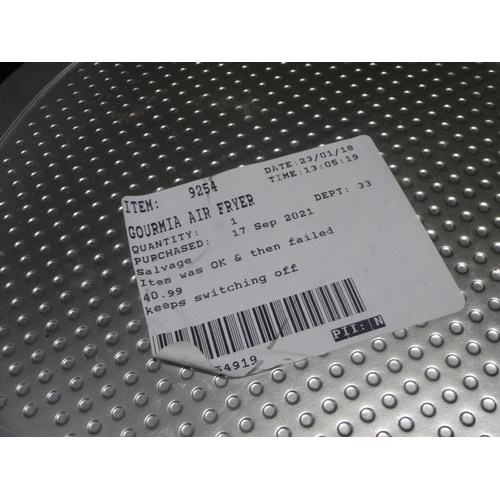 DATE:23/01/18
TIME:13:05:19
ITEM: 9254
GOURMIA AIR FRYER
QUANTITY: 1 DEPT: 33
PURCHASED: 17 Sep 2021
Salvage
Item was OK & then failed
40.99
keeps switching off
54919
PII: N